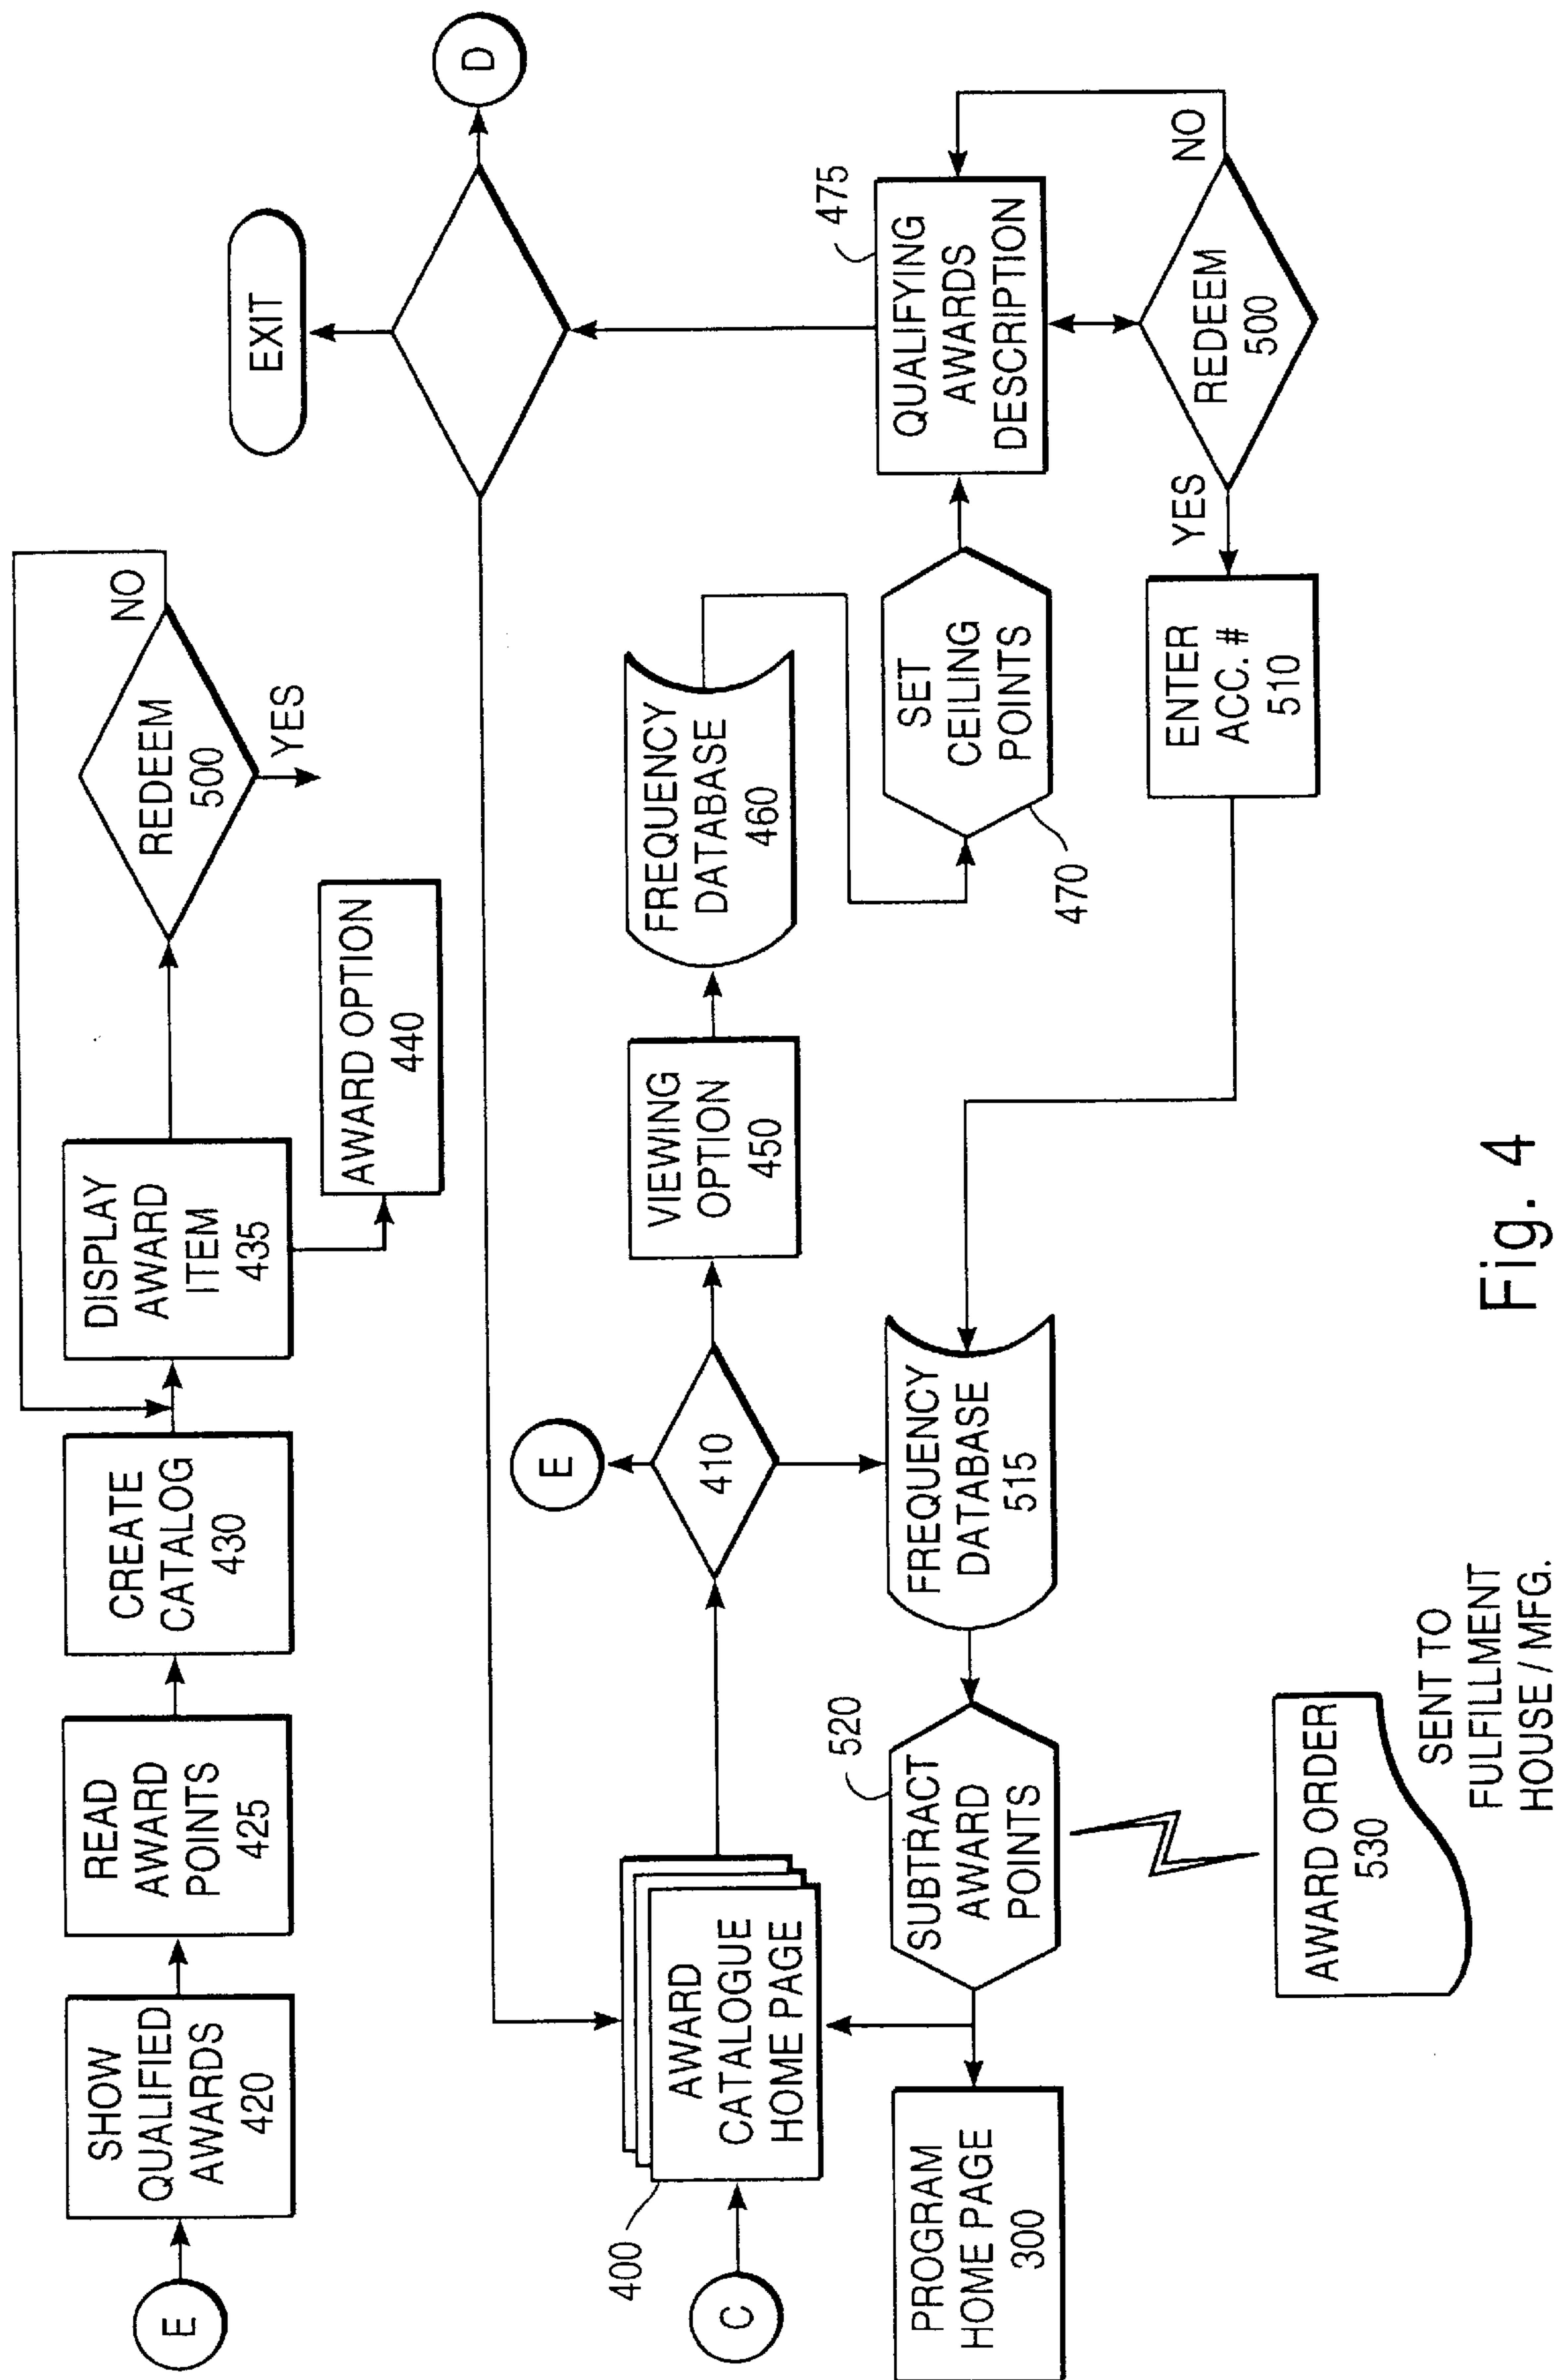 E
SHOW
QUALIFIED
AWARDS
420
READ
AWARD
POINTS
425
CREATE
CATALOG
430
DISPLAY
AWARD
ITEM
435
REDEEM
500
NO
YES
AWARD OPTION
440
EXIT
D
C
400
AWARD
CATALOGUE
HOME PAGE
410
E
VIEWING
OPTION
450
FREQUENCY
DATABASE
460
SET
CEILING
POINTS
470
QUALIFYING
AWARDS
DESCRIPTION
475
REDEEM
500
NO
YES
ENTER
ACC. #
510
FREQUENCY
DATABASE
515
SUBTRACT
AWARD
POINTS
520
PROGRAM
HOME PAGE
300
AWARD ORDER
530
SENT TO
FULFILLMENT
HOUSE / MFG.
Fig. 4